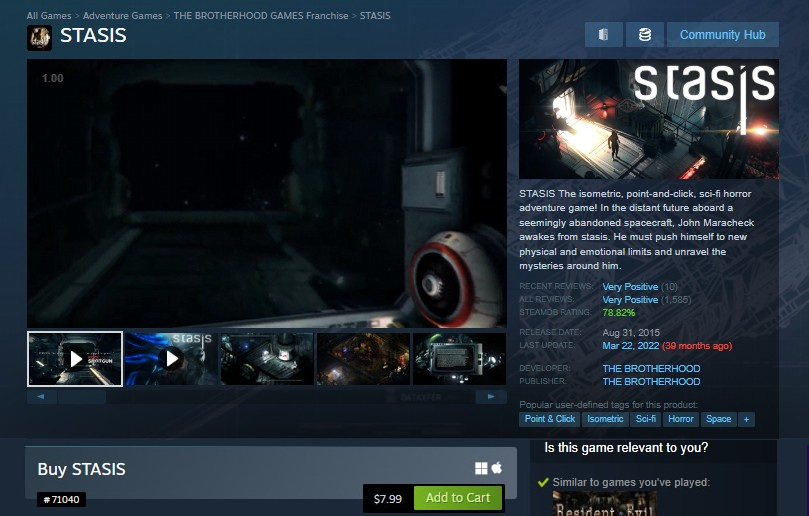 All Games > Adventure Games > THE BROTHERHOOD GAMES Franchise > STASIS
STASIS
Community Hub
1.00
stasis
STASIS The isometric, point-and-click, sci-fi horror
adventure game! In the distant future aboard a
seemingly abandoned spacecraft, John Maracheck
awakes from stasis. He must push himself to new
physical and emotional limits and unravel the
mysteries around him.
RECENT REVIEWS: Very Positive (10)
ALL REVIEWS: Very Positive (1,585)
STEAMDB RATING: 78.82%
RELEASE DATE: Aug 31, 2015
LAST UPDATE: Mar 22, 2022 (39 months ago)
DEVELOPER: THE BROTHERHOOD
PUBLISHER: THE BROTHERHOOD
SHOTGUN
stasis
Popular user-defined tags for this product:
Point & Click Isometric Sci-fi Horror Space +
Buy STASIS
# 71040
$7.99 Add to Cart
Is this game relevant to you?
Similar to games you've played:
Resident Evil